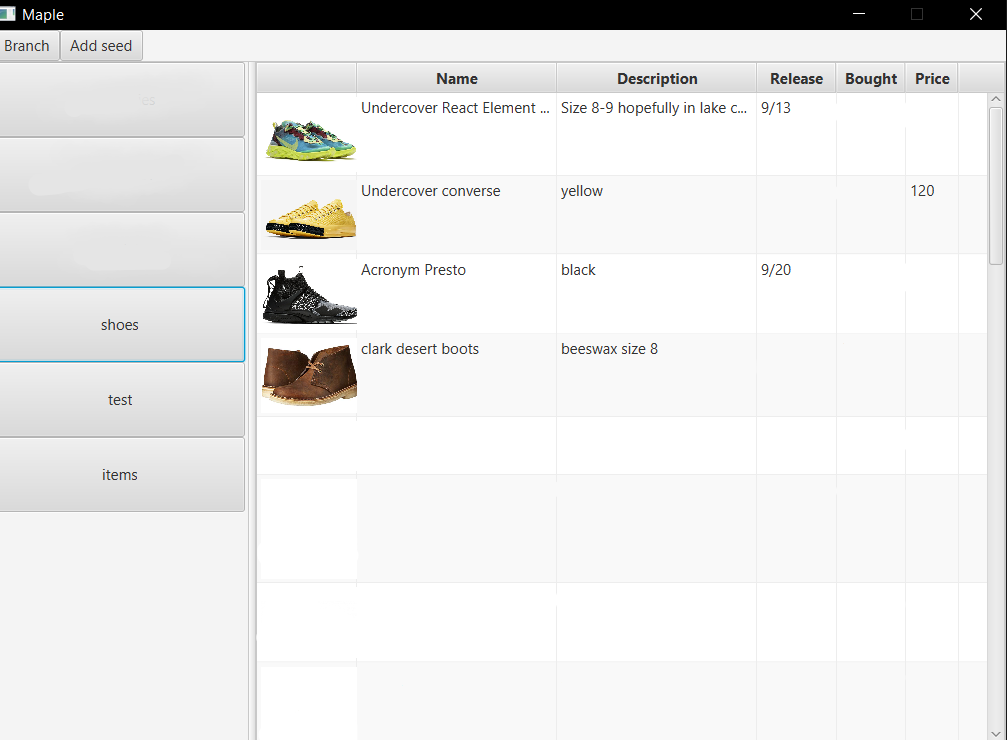 Maple
Branch Add seed
Name Description Release Bought Price
Undercover React Element ... Size 8-9 hopefully in lake c... 9/13
Undercover converse yellow 120
Acronym Presto black 9/20
clark desert boots beeswax size 8
shoes
test
items